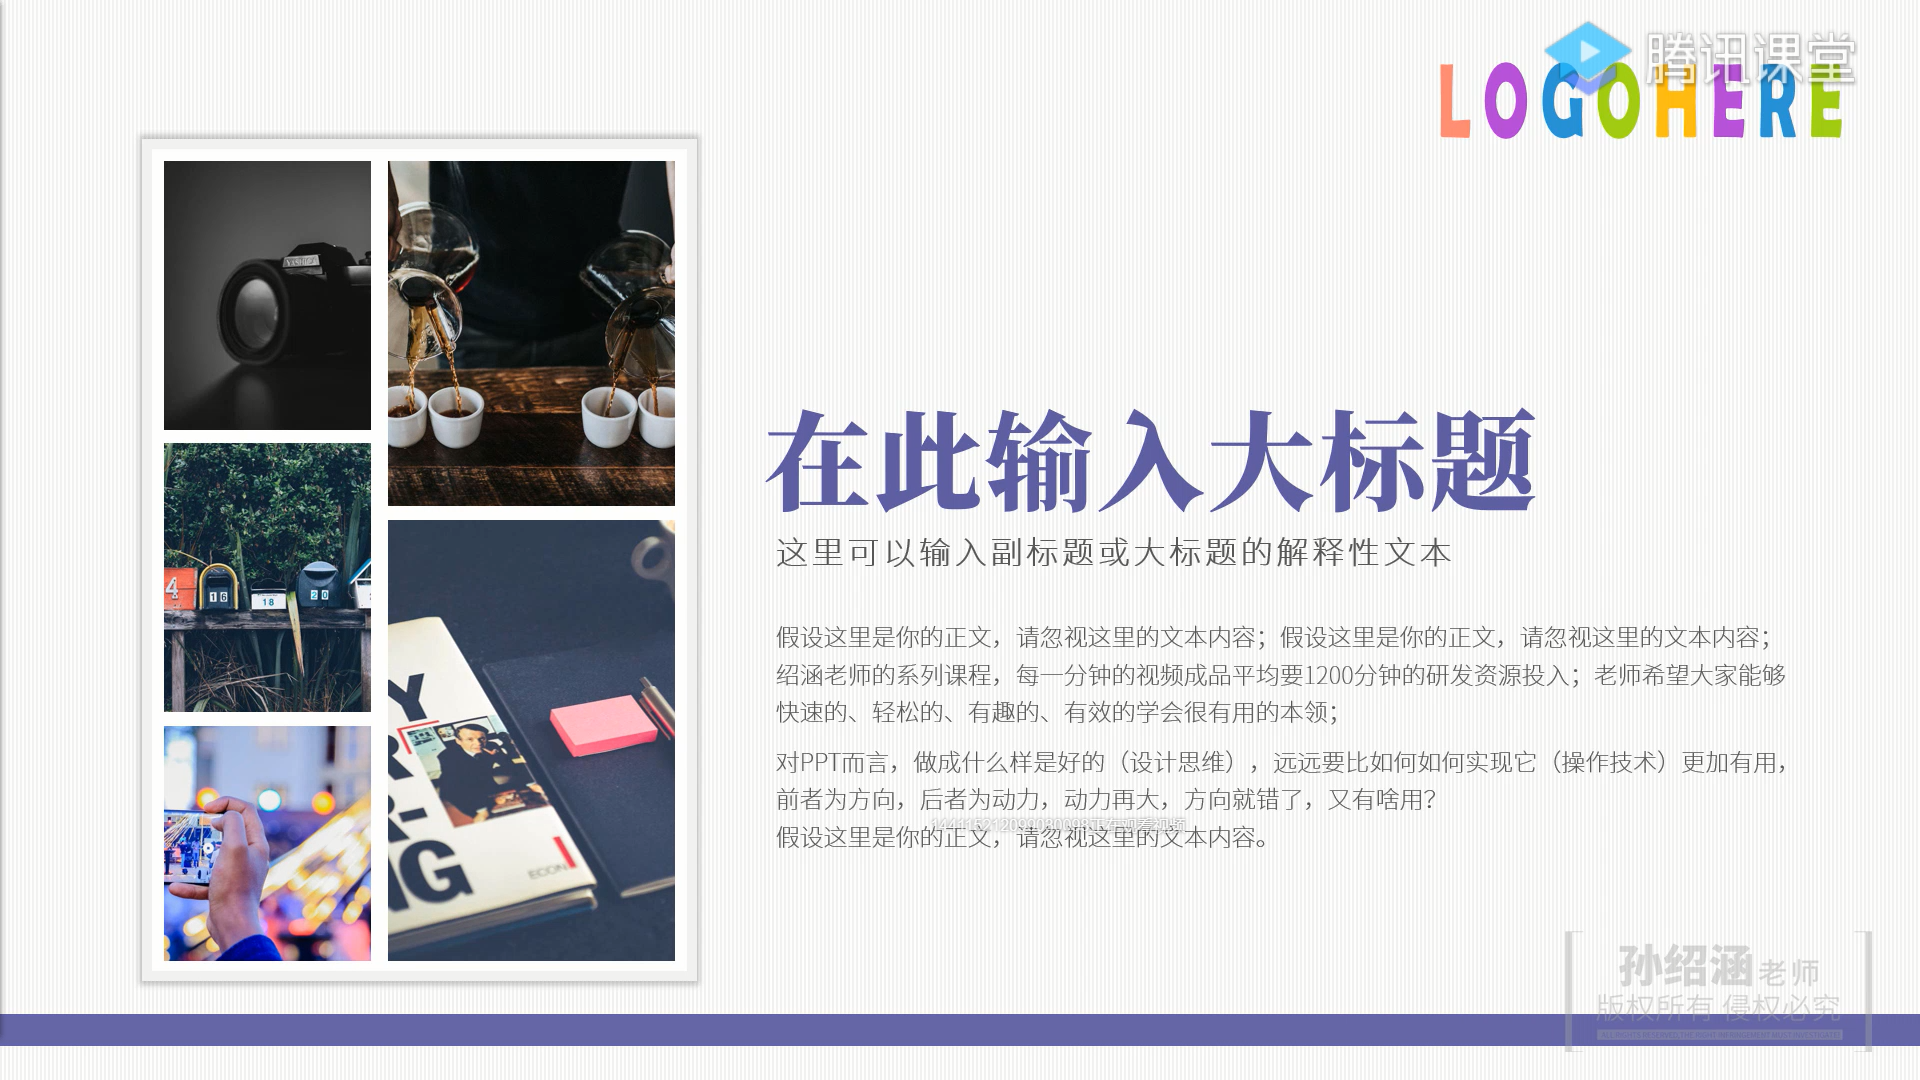 腾讯课堂
LOGOHERE
YASHICA
在此输入大标题
这里可以输入副标题或大标题的解释性文本
4
16
18
20
假设这里是你的正文，请忽视这里的文本内容；假设这里是你的正文，请忽视这里的文本内容；
绍涵老师的系列课程，每一分钟的视频成品平均要1200分钟的研发资源投入；老师希望大家能够
快速的、轻松的、有趣的、有效的学会很有用的本领；
对PPT而言，做成什么样是好的（设计思维），远远要比如何如何实现它（操作技术）更加有用，
前者为方向，后者为动力，动力再大，方向就错了，又有啥用？
假设这里是你的正文，请忽视这里的文本内容。
Y
R-
NG
ECON
孙绍涵老师
版权所有 侵权必究